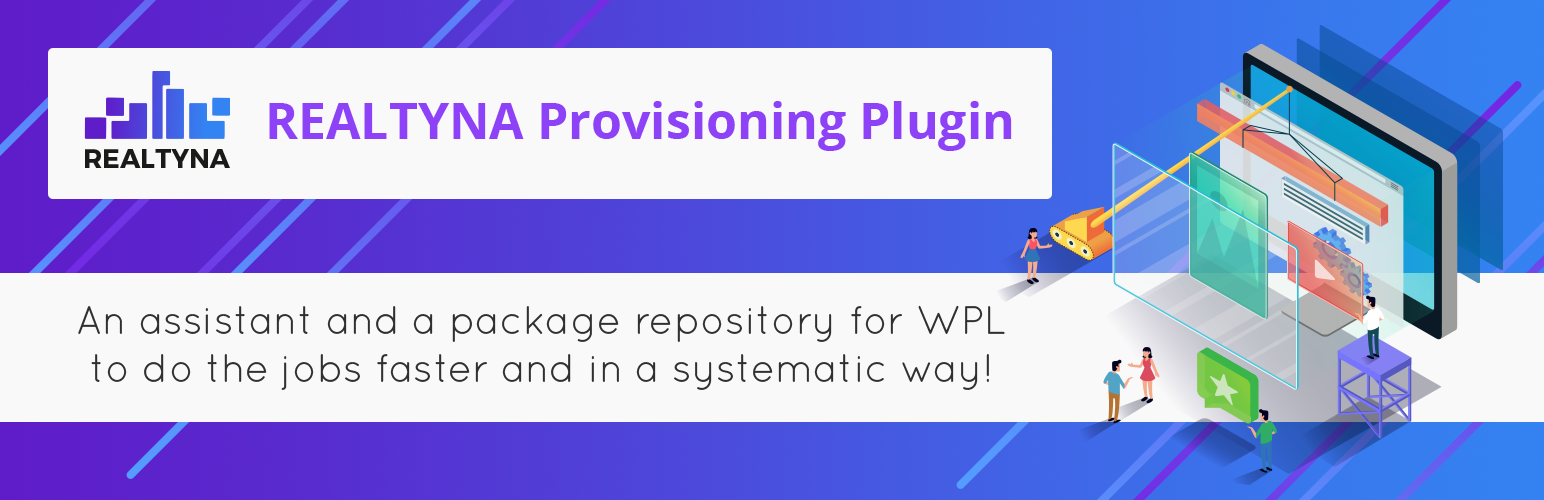 REALTYNA
REALTYNA Provisioning Plugin
An assistant and a package repository for WPL
to do the jobs faster and in a systematic way!